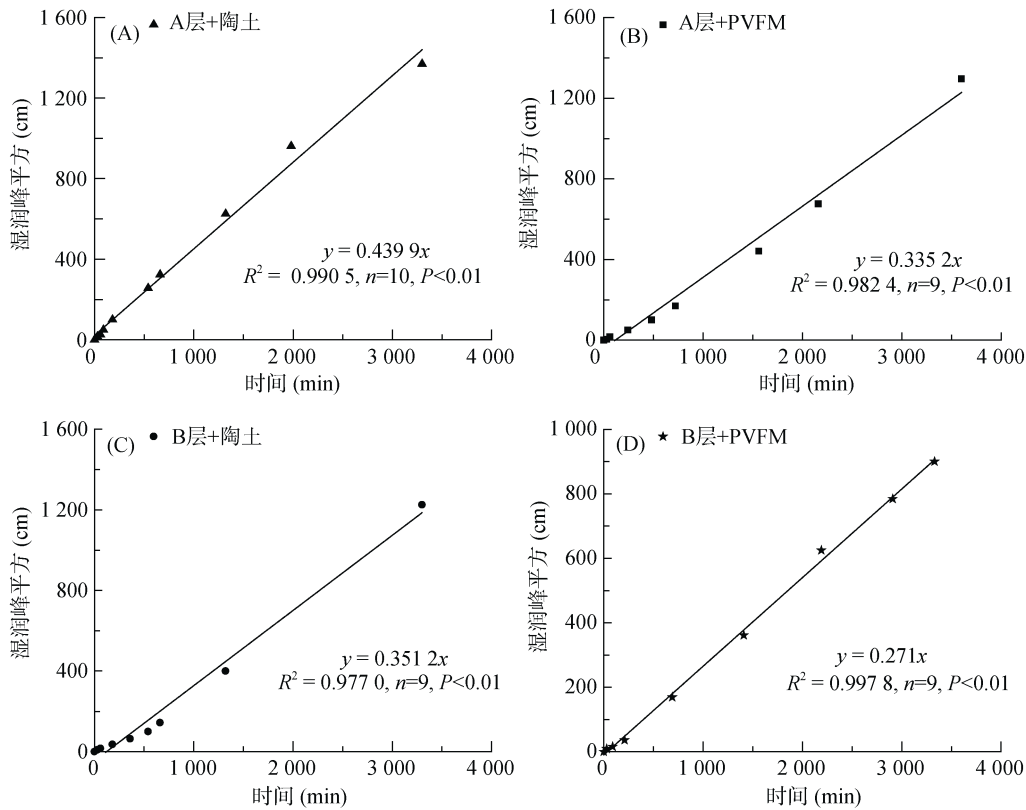 (A) ▲ A层+陶土
1 600
1 200
800
400
0
湿润峰平方 (cm)
y = 0.439 9x
R² = 0.990 5, n=10, P<0.01
0 1 000 2 000 3 000 4 000
时间 (min)
(B) ■ A层+PVFM
1 600
1 200
800
400
0
湿润峰平方 (cm)
y = 0.335 2x
R² = 0.982 4, n=9, P<0.01
0 1 000 2 000 3 000 4 000
时间 (min)
(C) ● B层+陶土
1 600
1 200
800
400
0
湿润峰平方 (cm)
y = 0.351 2x
R² = 0.977 0, n=9, P<0.01
0 1 000 2 000 3 000 4 000
时间 (min)
(D) ★ B层+PVFM
1 000
800
600
400
200
0
湿润峰平方 (cm)
y = 0.271x
R² = 0.997 8, n=9, P<0.01
0 1 000 2 000 3 000 4 000
时间 (min)